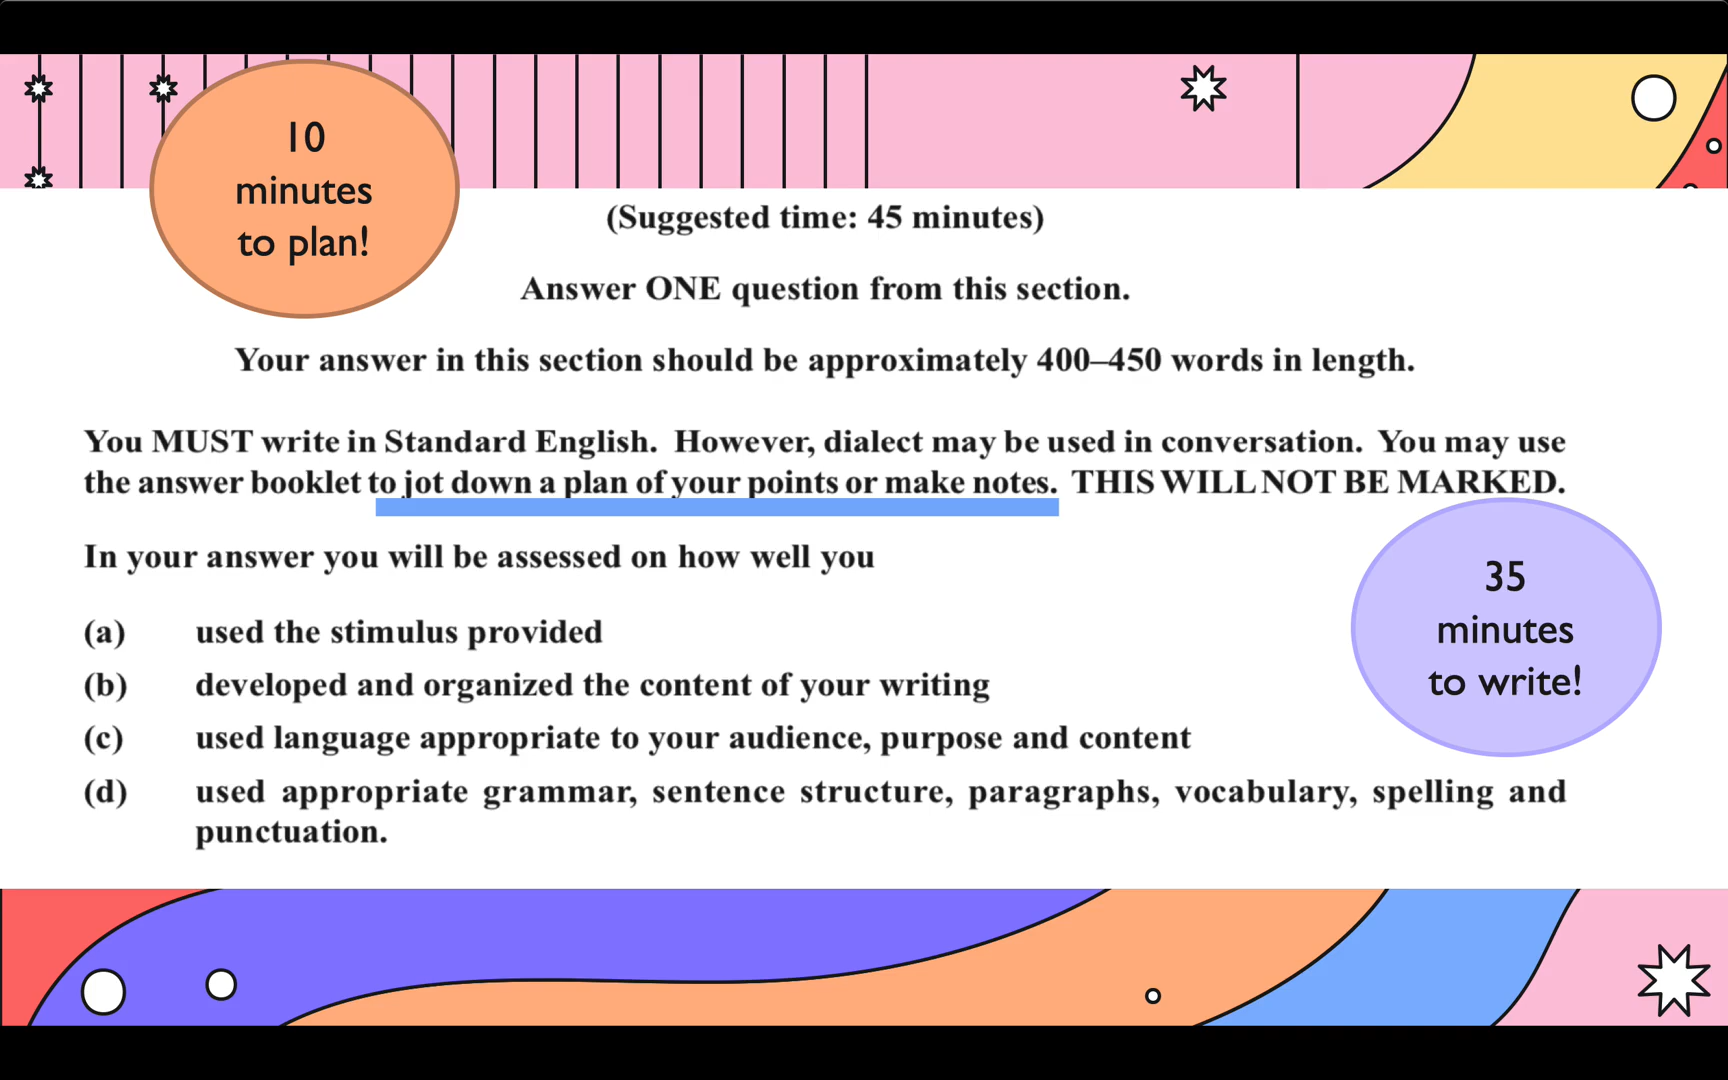 10
minutes
to plan!
(Suggested time: 45 minutes)
Answer ONE question from this section.
Your answer in this section should be approximately 400–450 words in length.
You MUST write in Standard English. However, dialect may be used in conversation. You may use
the answer booklet to jot down a plan of your points or make notes. THIS WILL NOT BE MARKED.
In your answer you will be assessed on how well you
35
minutes
to write!
(a) used the stimulus provided
(b) developed and organized the content of your writing
(c) used language appropriate to your audience, purpose and content
(d) used appropriate grammar, sentence structure, paragraphs, vocabulary, spelling and
punctuation.